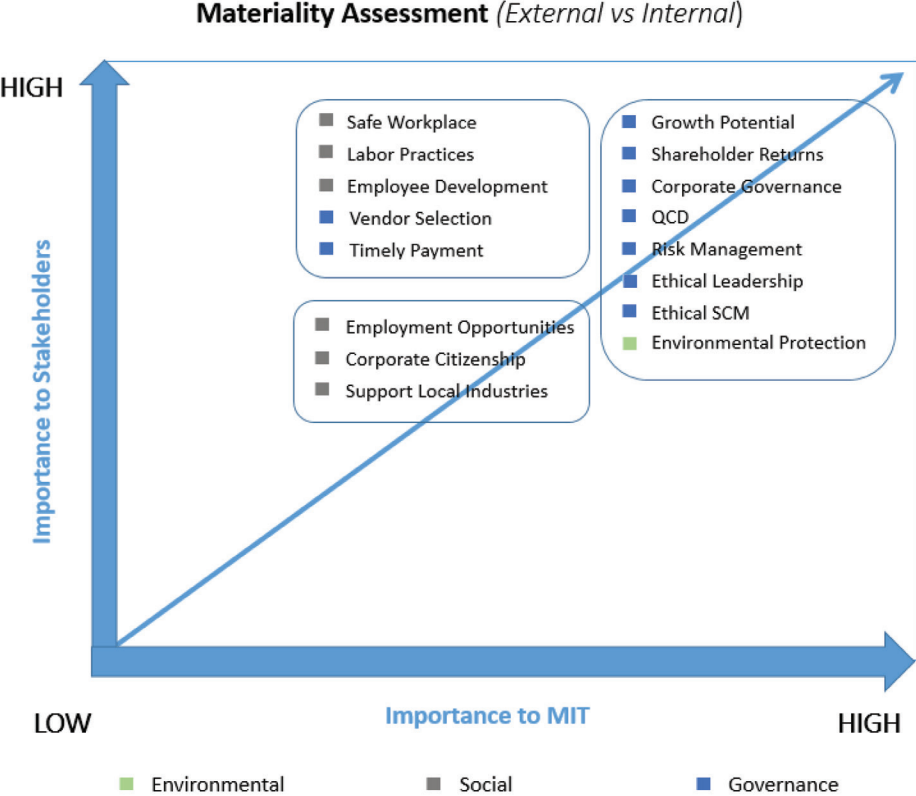 Materiality Assessment (External vs Internal)
HIGH
Safe Workplace
Labor Practices
Employee Development
Vendor Selection
Timely Payment
Growth Potential
Shareholder Returns
Corporate Governance
QCD
Risk Management
Ethical Leadership
Ethical SCM
Environmental Protection
Employment Opportunities
Corporate Citizenship
Support Local Industries
Importance to Stakeholders
LOW
Importance to MIT
HIGH
Environmental
Social
Governance